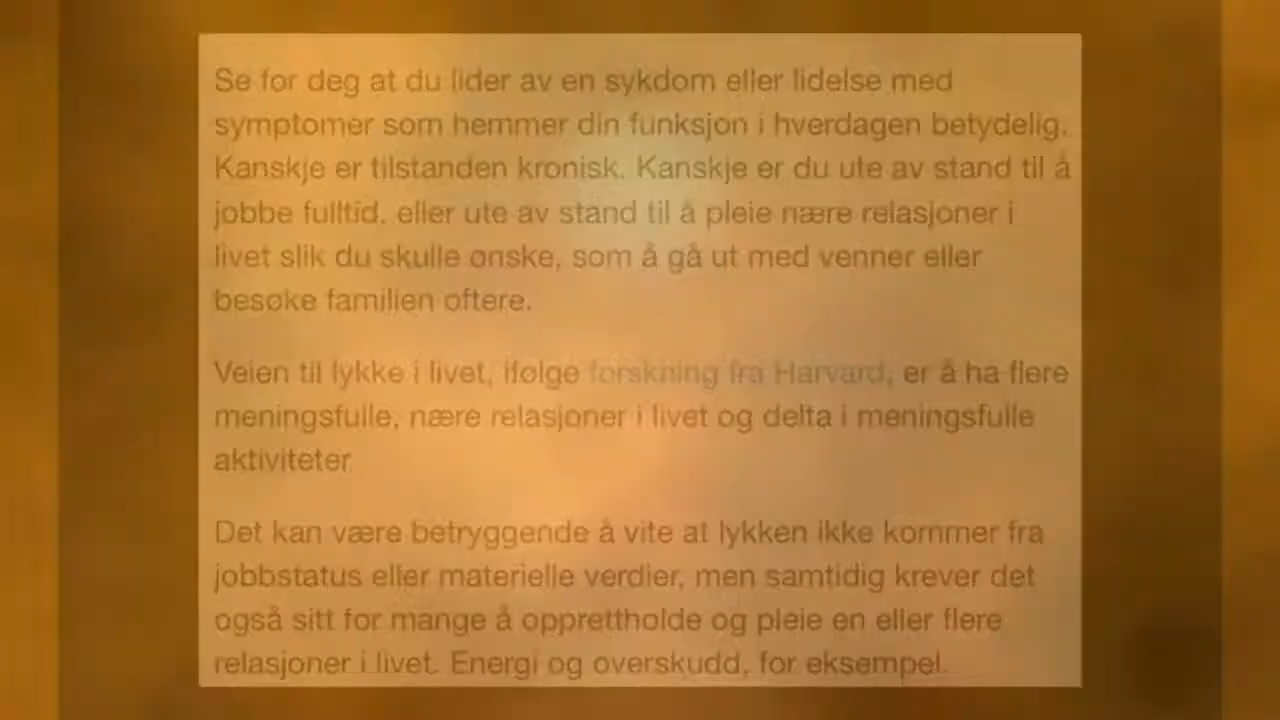 Se for deg at du lider av en sykdom eller lidelse med
symptomer som hemmer din funksjon i hverdagen betydelig.
Kanskje er tilstanden kronisk. Kanskje er du ute av stand til å
jobbe fulltid, eller ute av stand til å pleie nære relasjoner i
livet slik du skulle ønske, som å gå ut med venner eller
besøke familien oftere.
Veien til lykke i livet, ifølge forskning fra Harvard, er å ha flere
meningsfulle, nære relasjoner i livet og delta i meningsfulle
aktiviteter.
Det kan være betryggende å vite at lykken ikke kommer fra
jobbstatus eller materielle verdier, men samtidig krever det
også sitt for mange å opprettholde og pleie en eller flere
relasjoner i livet. Energi og overskudd, for eksempel.